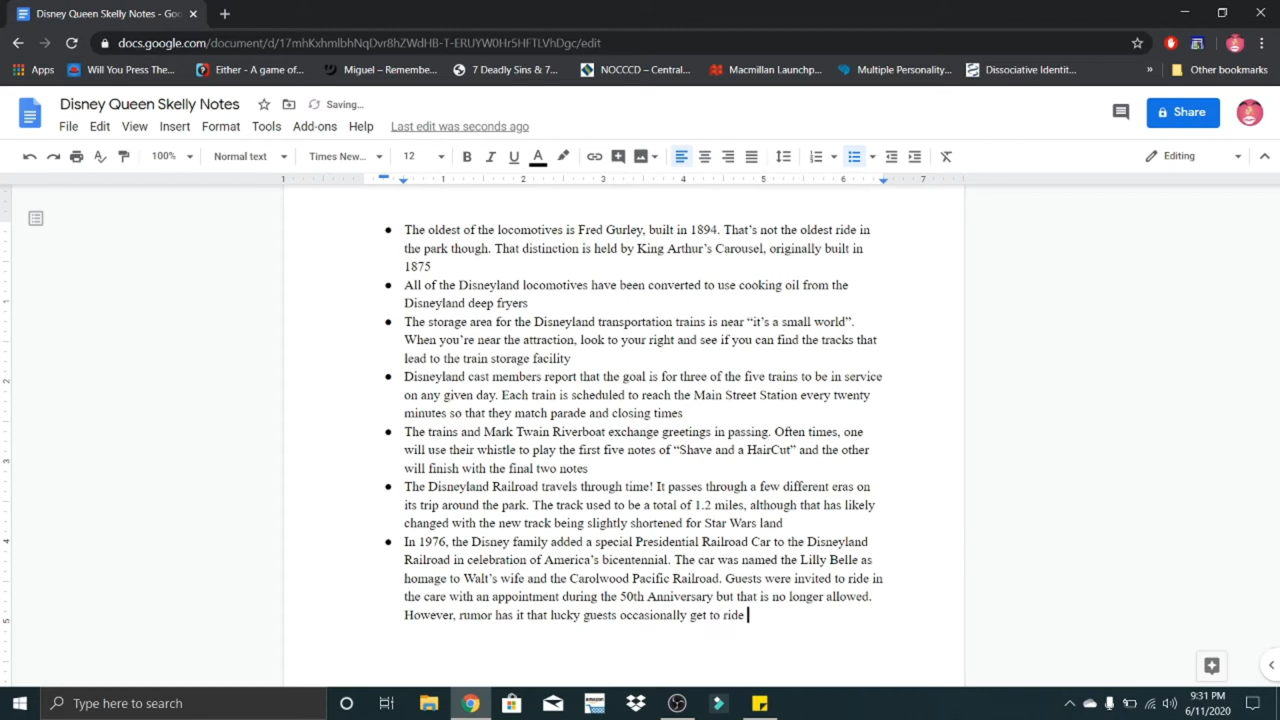 Disney Queen Skelly Notes - Goo
docs.google.com/document/d/17mhKxhmlbhNqDvr8hZWdHB-T-ERUYW0Hr5HFTLVhDgc/edit
Apps Will You Press The... Either - A game of... Miguel – Remembe... 7 Deadly Sins & 7... NOCCCD – Central... Macmillan Launchp... Multiple Personality... Dissociative Identit... » Other bookmarks
Disney Queen Skelly Notes Saving...
File Edit View Insert Format Tools Add-ons Help Last edit was seconds ago
Share
100% Normal text Times New... 12 B I U A Editing
1 1 2 3 4 5 6 7
● The oldest of the locomotives is Fred Gurley, built in 1894. That’s not the oldest ride in
the park though. That distinction is held by King Arthur’s Carousel, originally built in
1875
● All of the Disneyland locomotives have been converted to use cooking oil from the
Disneyland deep fryers
● The storage area for the Disneyland transportation trains is near “it’s a small world”.
When you’re near the attraction, look to your right and see if you can find the tracks that
lead to the train storage facility
● Disneyland cast members report that the goal is for three of the five trains to be in service
on any given day. Each train is scheduled to reach the Main Street Station every twenty
minutes so that they match parade and closing times
● The trains and Mark Twain Riverboat exchange greetings in passing. Often times, one
will use their whistle to play the first five notes of “Shave and a HairCut” and the other
will finish with the final two notes
● The Disneyland Railroad travels through time! It passes through a few different eras on
its trip around the park. The track used to be a total of 1.2 miles, although that has likely
changed with the new track being slightly shortened for Star Wars land
● In 1976, the Disney family added a special Presidential Railroad Car to the Disneyland
Railroad in celebration of America’s bicentennial. The car was named the Lilly Belle as
homage to Walt’s wife and the Carolwood Pacific Railroad. Guests were invited to ride in
the care with an appointment during the 50th Anniversary but that is no longer allowed.
However, rumor has it that lucky guests occasionally get to ride
1
2
3
4
5
Type here to search
9:31 PM
6/11/2020